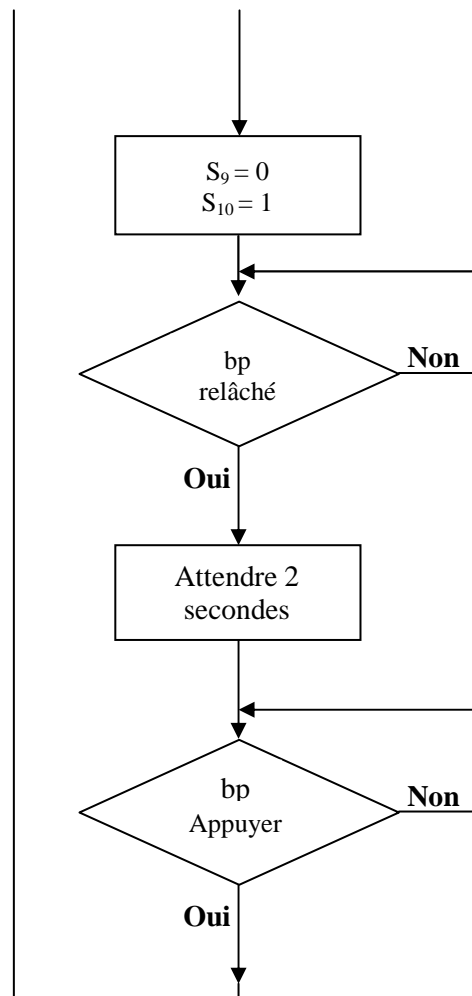 S₉ = 0
S₁₀ = 1
bp
relâché
Non
Oui
Attendre 2
secondes
bp
Appuyer
Non
Oui